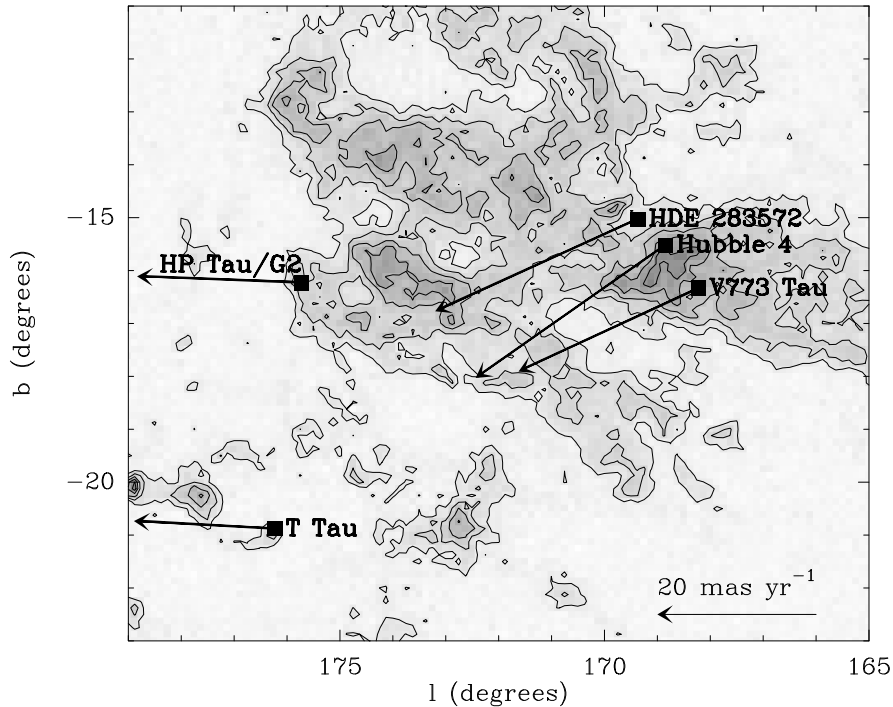 −15
HDE 283572
Hubble 4
HP Tau/G2
V773 Tau
b (degrees)
−20
T Tau
20 mas yr⁻¹
175
170
165
l (degrees)